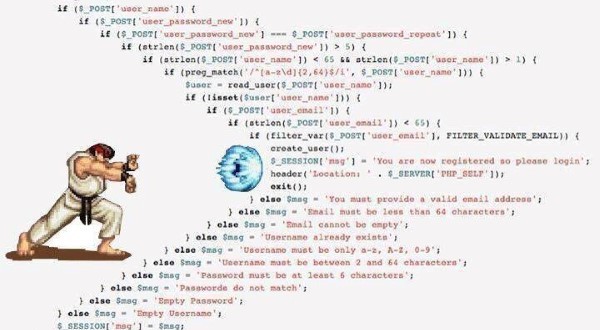 if ($_POST['user_name']) {
if ($_POST['user_password_new']) {
if ($_POST['user_password_new'] === $_POST['user_password_repeat']) {
if (strlen($_POST['user_password_new']) > 5) {
if (strlen($_POST['user_name']) < 65 && strlen($_POST['user_name']) > 1) {
if (preg_match('/^[a-z\d]{2,64}$/i', $_POST['user_name'])) {
$user = read_user($_POST['user_name']);
if (!isset($user['user_name'])) {
if ($_POST['user_email']) {
if (strlen($_POST['user_email']) < 65) {
if (filter_var($_POST['user_email'], FILTER_VALIDATE_EMAIL)) {
create_user();
$_SESSION['msg'] = 'You are now registered so please login';
header('Location: ' . $_SERVER['PHP_SELF']);
exit();
} else $msg = 'You must provide a valid email address';
} else $msg = 'Email must be less than 64 characters';
} else $msg = 'Email cannot be empty';
} else $msg = 'Username already exists';
} else $msg = 'Username must be only a-z, A-Z, 0-9';
} else $msg = 'Username must be between 2 and 64 characters';
} else $msg = 'Password must be at least 6 characters';
} else $msg = 'Passwords do not match';
} else $msg = 'Empty Password';
} else $msg = 'Empty Username';
$_SESSION['msg'] = $msg;